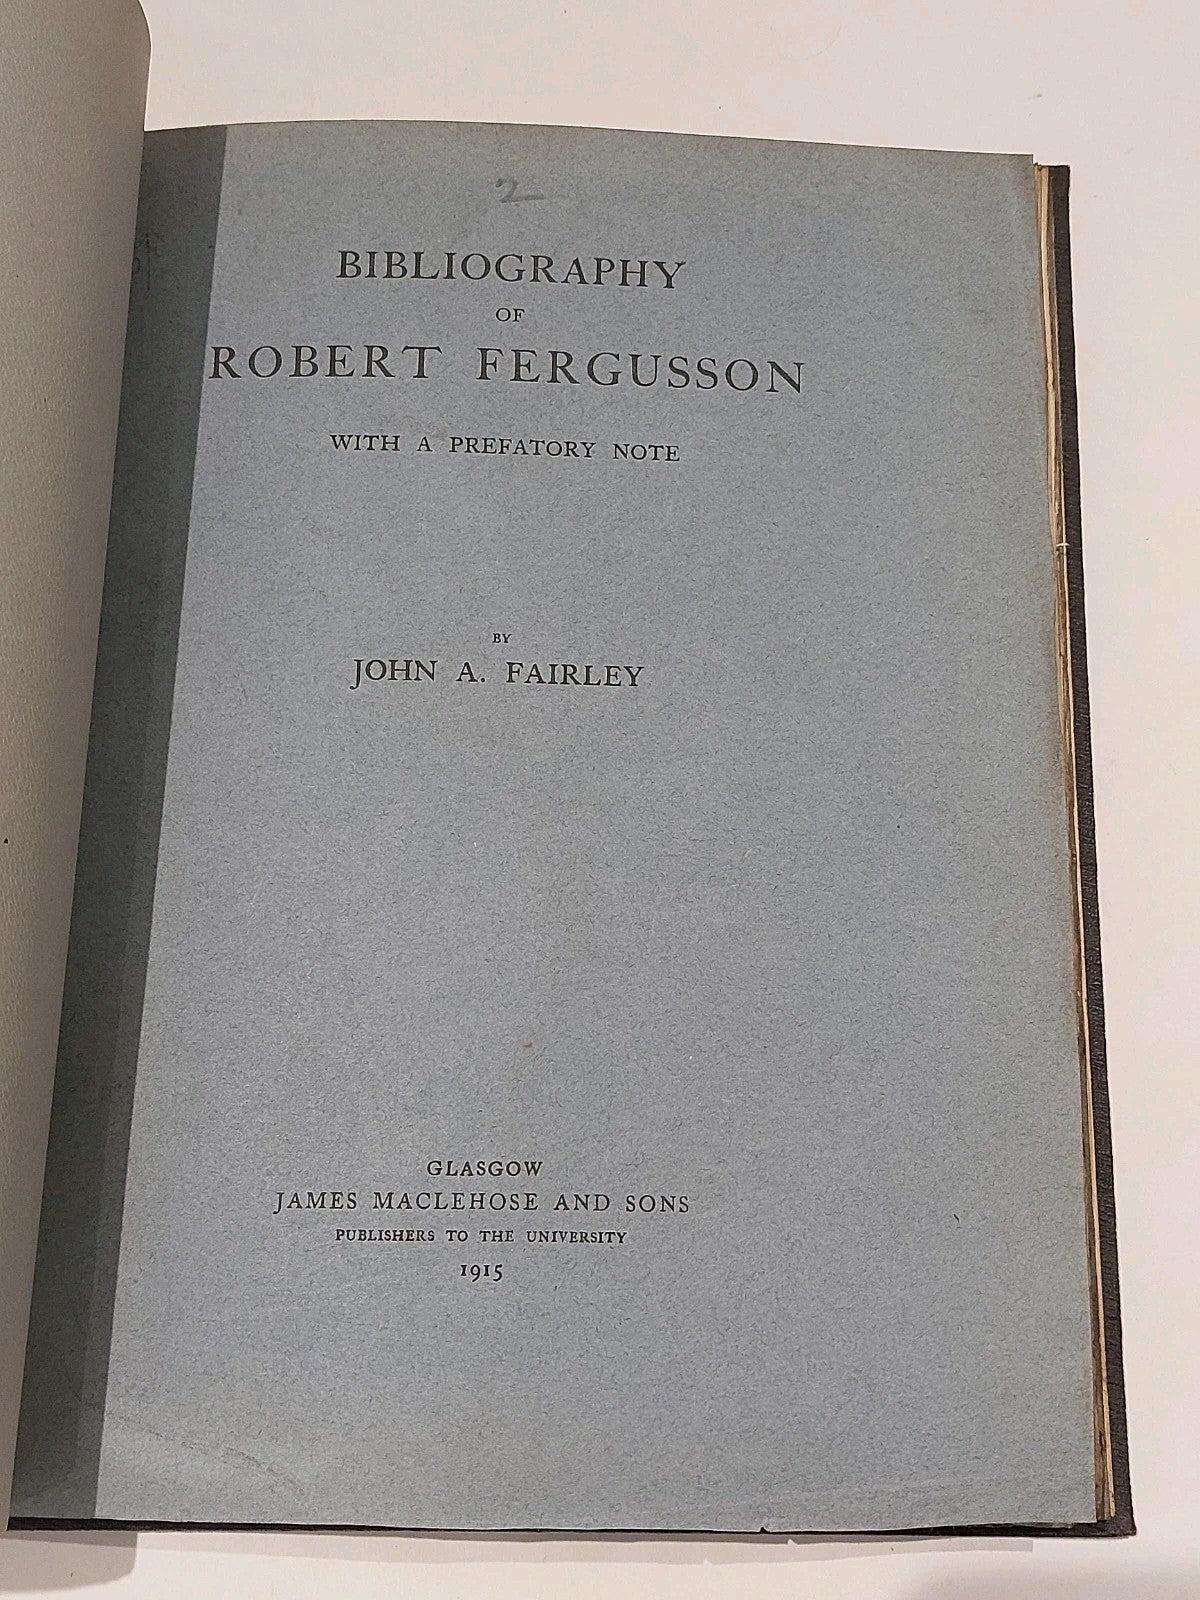 2
BIBLIOGRAPHY
OF
ROBERT FERGUSSON
WITH A PREFATORY NOTE
BY
JOHN A. FAIRLEY
GLASGOW
JAMES MACLEHOSE AND SONS
PUBLISHERS TO THE UNIVERSITY
1915